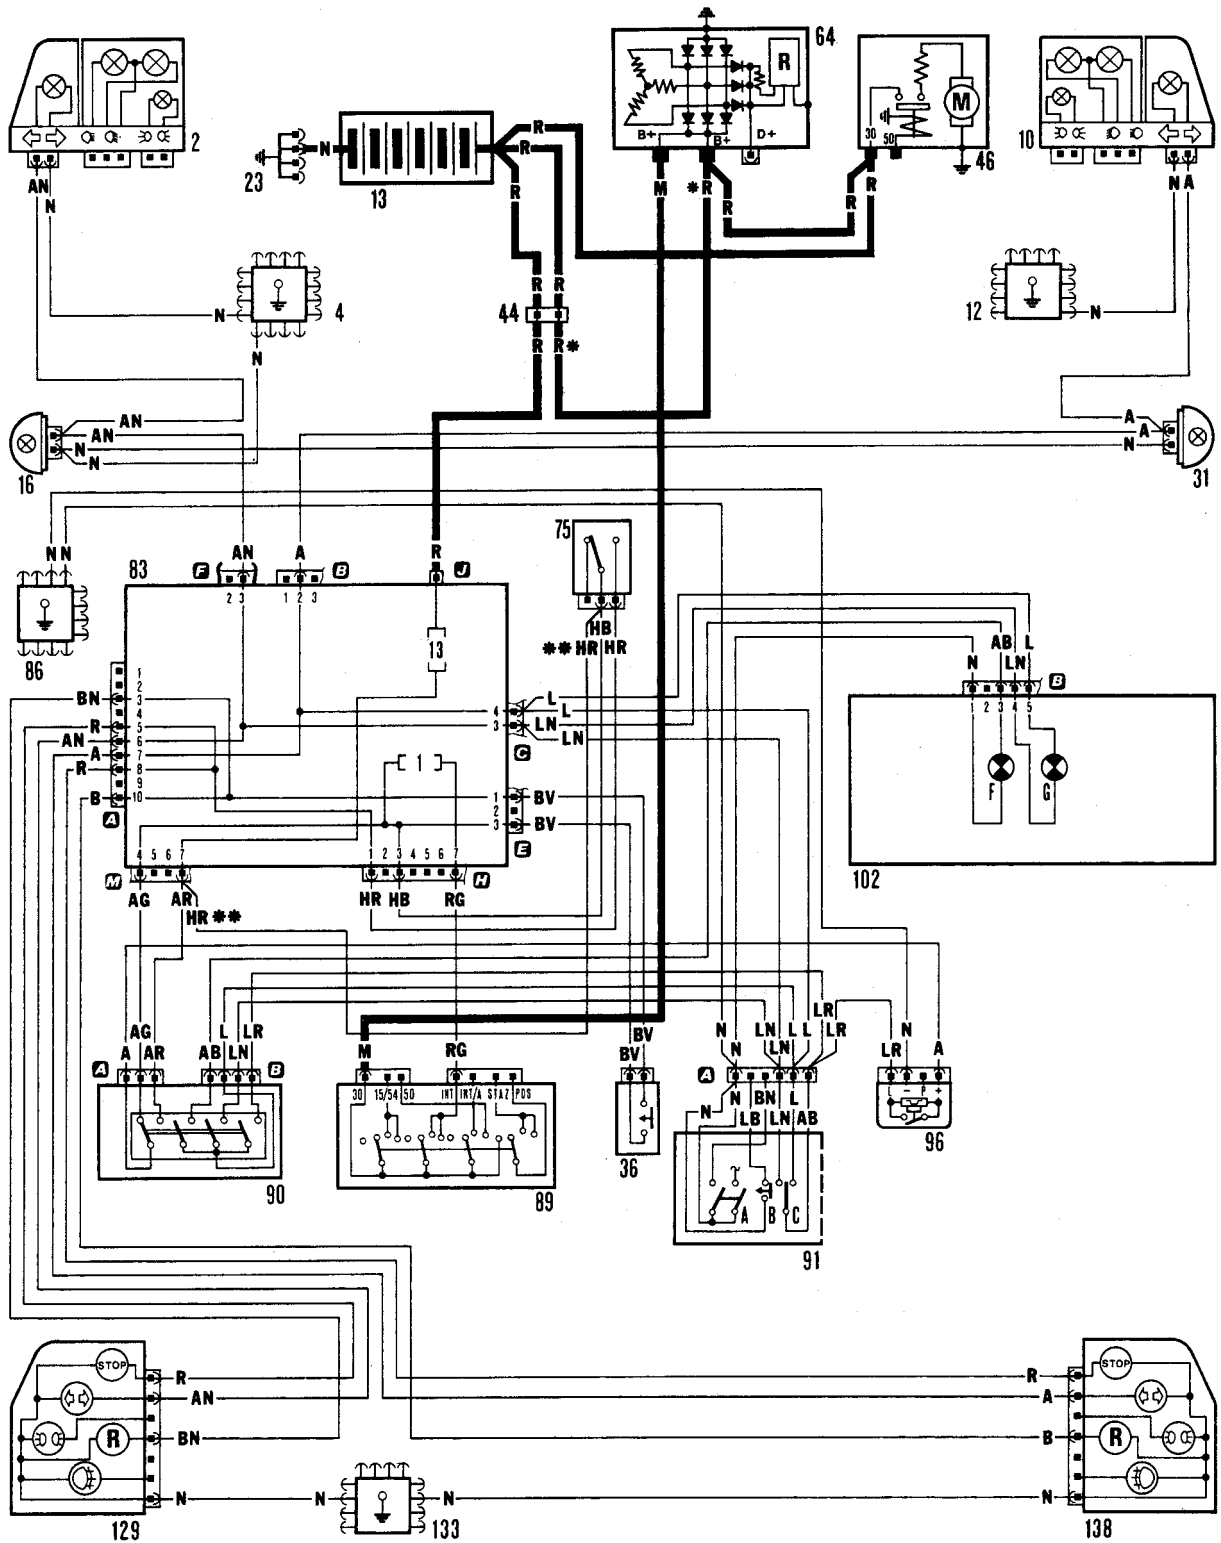 64
R
B+
B+
D+
M
30
50
46
2
10
23
N
13
R
R
R
M
*R
R
R
R
AN
N
N A
N
4
12
N
44
R R
R R*
N
AN
AN
N
N
16
A
A
N
31
75
N N
83
AN
A
R
F
B
J
2 3
1 2 3
HB
**HR HR
86
13
AB L
N LN
B
1 2 3 4 5
BN
R
AN
A
R
B
1
2
3
4
5
6
7
8
9
10
A
4
3
L
L
LN
LN
C
1
1
2
3
BV
BV
E
F
G
102
4 5 6 7
1 2 3 4 5 6 7
M
H
AG AR
HR**
HR HB RG
AG L LR
A AR AB LN
A
B
M
RG
BV
BV
N
N
LN
LN
L L
LR
LR
LR
N
A
A
30 15/54 50 INT INT/A STAZ POS
L - P +
N
N
BN
LB
L
LN
AB
96
36
90
89
A B C
91
STOP
R
AN
BN
N
R
129
N
N
133
R
A
B
N
STOP
R
138